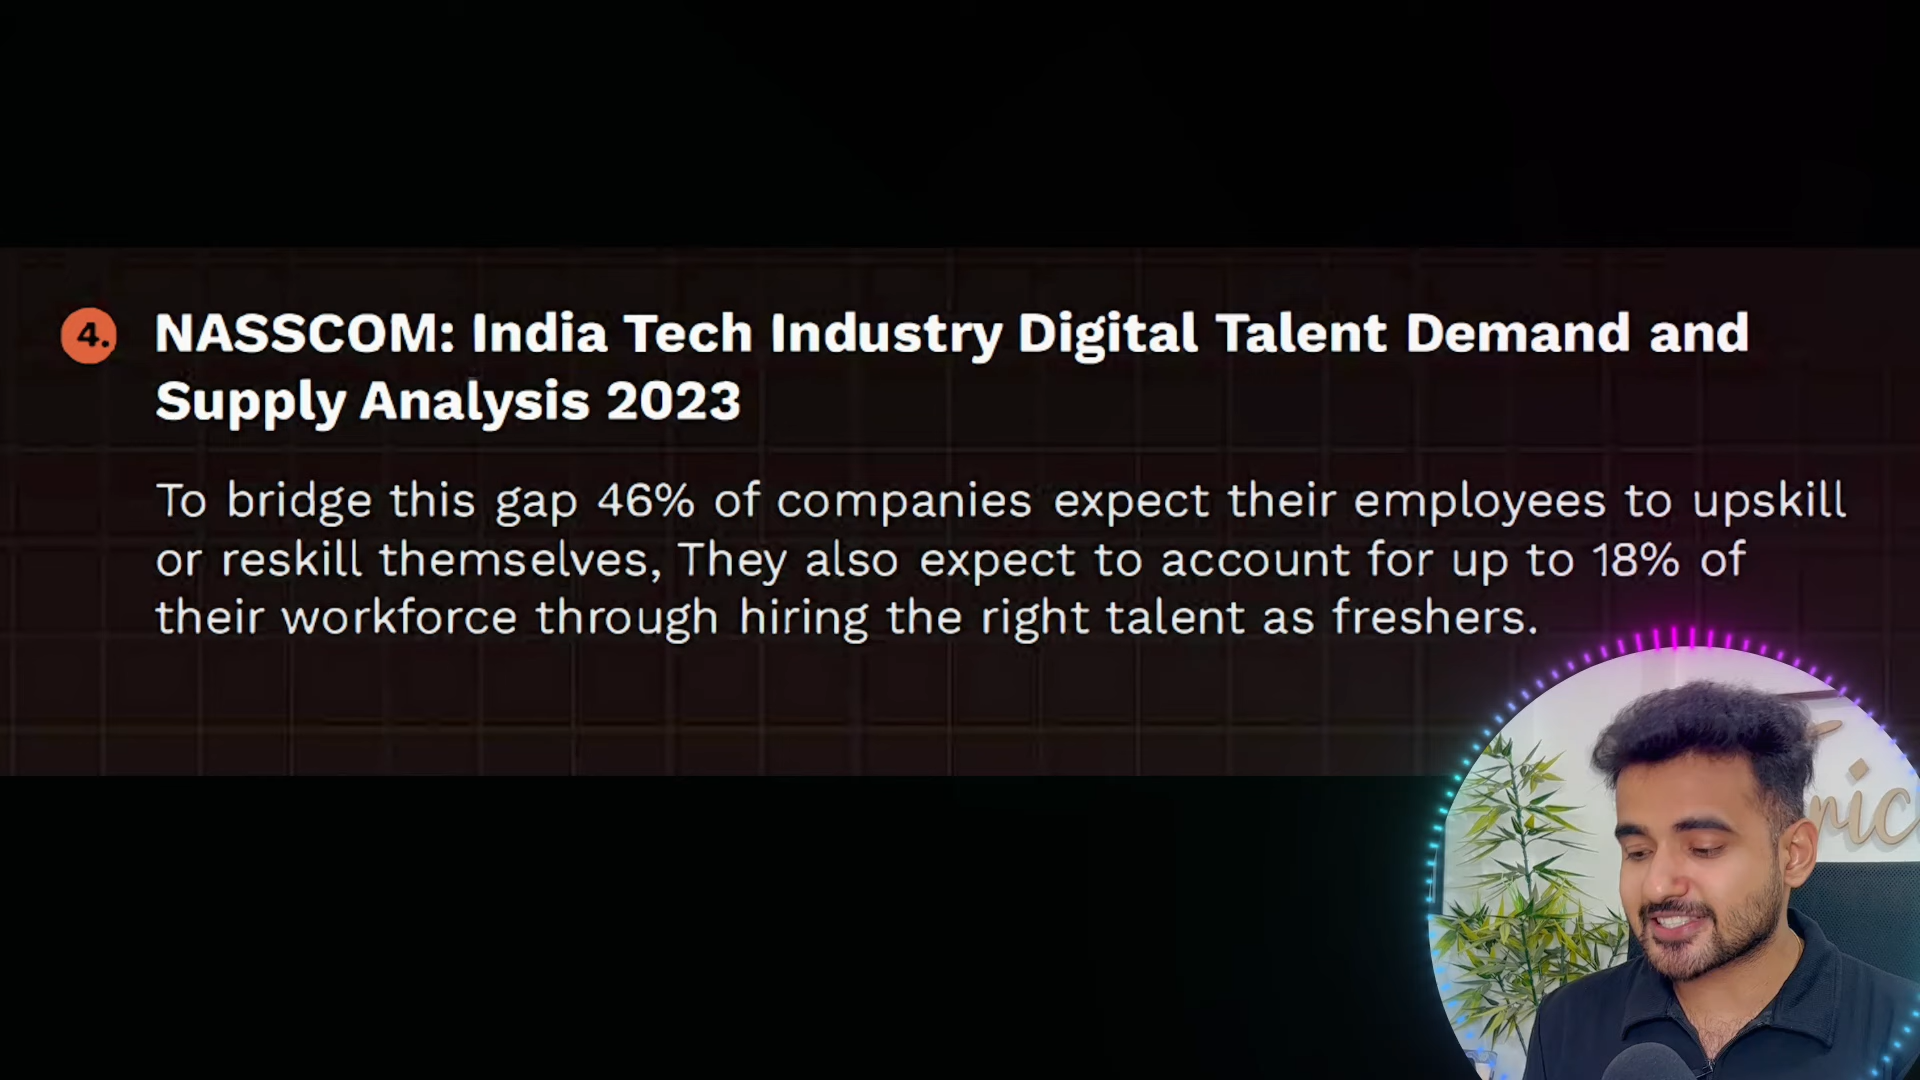 4. NASSCOM: India Tech Industry Digital Talent Demand and
Supply Analysis 2023
To bridge this gap 46% of companies expect their employees to upskill
or reskill themselves, They also expect to account for up to 18% of
their workforce through hiring the right talent as freshers.